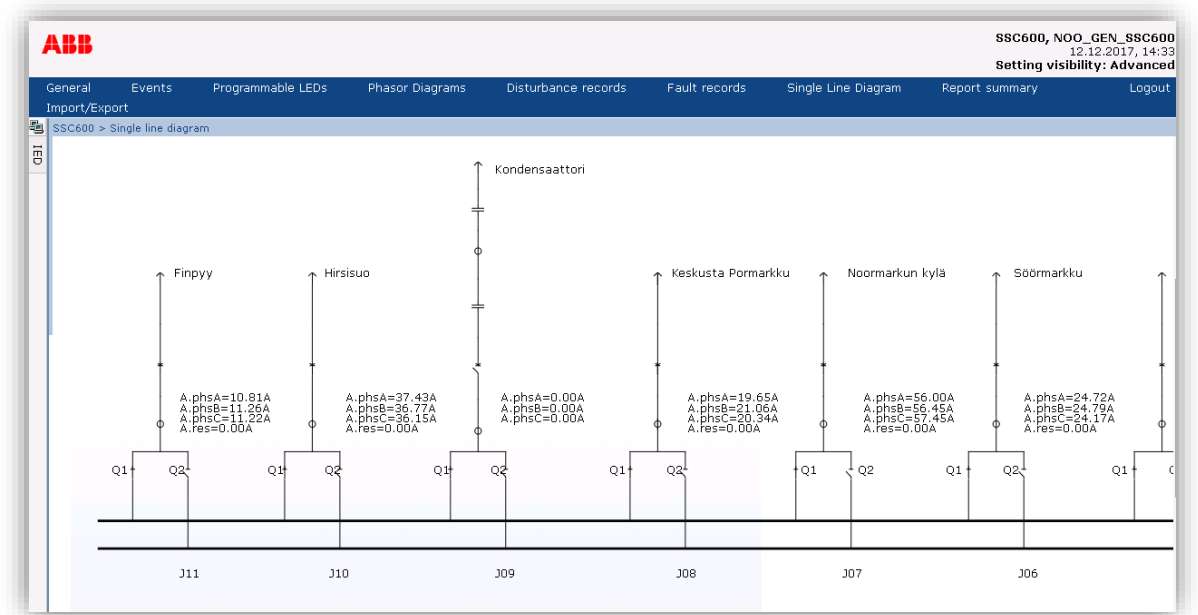 ABB
SSC600, NOO_GEN_SSC600
12.12.2017, 14:33
Setting visibility: Advanced
General Events Programmable LEDs Phasor Diagrams Disturbance records Fault records Single Line Diagram Report summary Logout
Import/Export
SSC600 > Single line diagram
IED
Kondensaattori
Finpyy Hirsisuo Keskusta Pormarkku Noormarkun kylä Söörmarkku
A.phsA=10.81A A.phsA=37.43A A.phsA=0.00A A.phsA=19.65A A.phsA=56.00A A.phsA=24.72A
A.phsB=11.26A A.phsB=36.77A A.phsB=0.00A A.phsB=21.06A A.phsB=56.45A A.phsB=24.79A
A.phsC=11.22A A.phsC=36.15A A.phsC=0.00A A.phsC=20.34A A.phsC=57.45A A.phsC=24.17A
A.res=0.00A A.res=0.00A A.res=0.00A A.res=0.00A A.res=0.00A
Q1 Q2 Q1 Q2 Q1 Q2 Q1 Q2 Q1 Q2 Q1 Q2 Q1
J11 J10 J09 J08 J07 J06